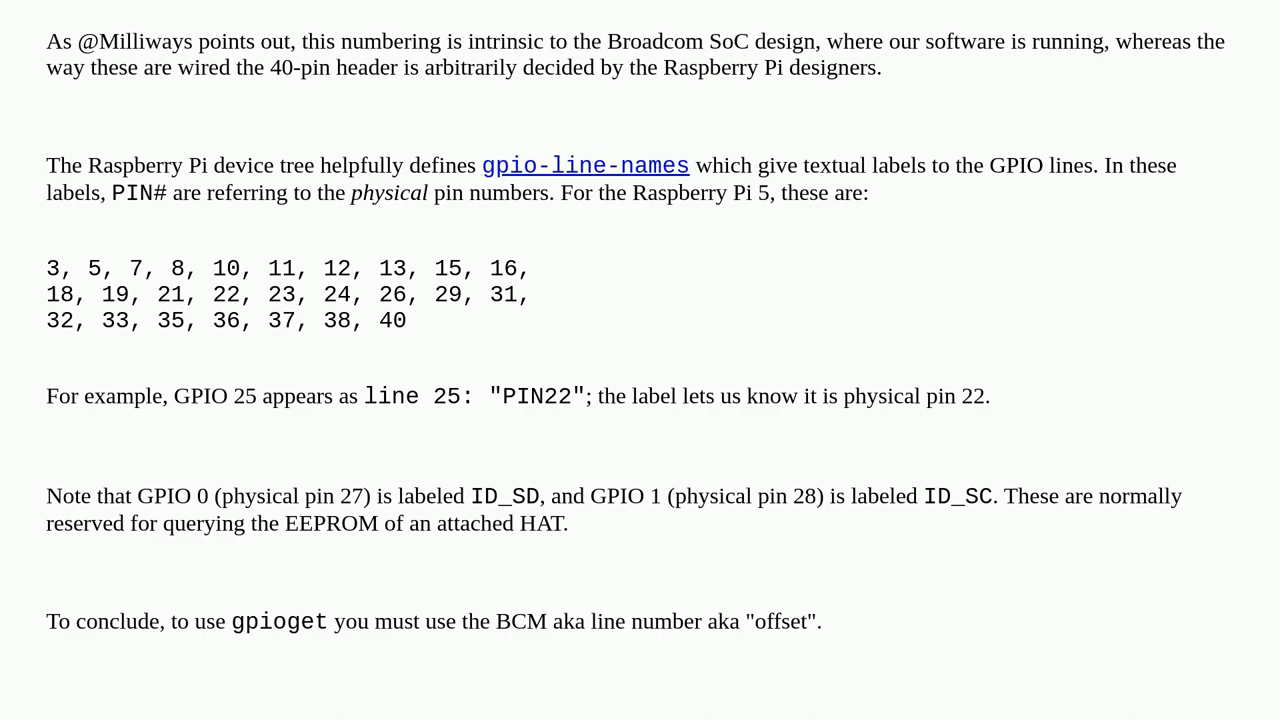 As @Milliways points out, this numbering is intrinsic to the Broadcom SoC design, where our software is running, whereas the
way these are wired the 40-pin header is arbitrarily decided by the Raspberry Pi designers.
The Raspberry Pi device tree helpfully defines gpio-line-names which give textual labels to the GPIO lines. In these
labels, PIN# are referring to the physical pin numbers. For the Raspberry Pi 5, these are:
3, 5, 7, 8, 10, 11, 12, 13, 15, 16,
18, 19, 21, 22, 23, 24, 26, 29, 31,
32, 33, 35, 36, 37, 38, 40
For example, GPIO 25 appears as line 25: "PIN22"; the label lets us know it is physical pin 22.
Note that GPIO 0 (physical pin 27) is labeled ID_SD, and GPIO 1 (physical pin 28) is labeled ID_SC. These are normally
reserved for querying the EEPROM of an attached HAT.
To conclude, to use gpioget you must use the BCM aka line number aka "offset".